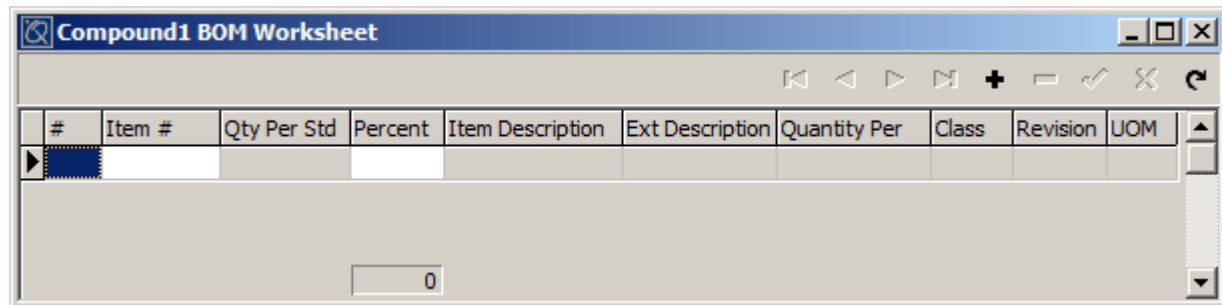 Compound1 BOM Worksheet
# Item # Qty Per Std Percent Item Description Ext Description Quantity Per Class Revision UOM
0